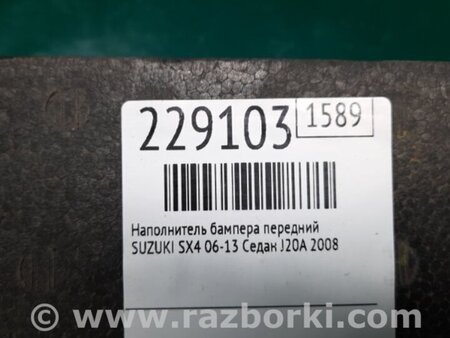 229103 1589
Наполнитель бампера передний
SUZUKI SX4 06-13 Седан J20A 2008
© www.razborki.com